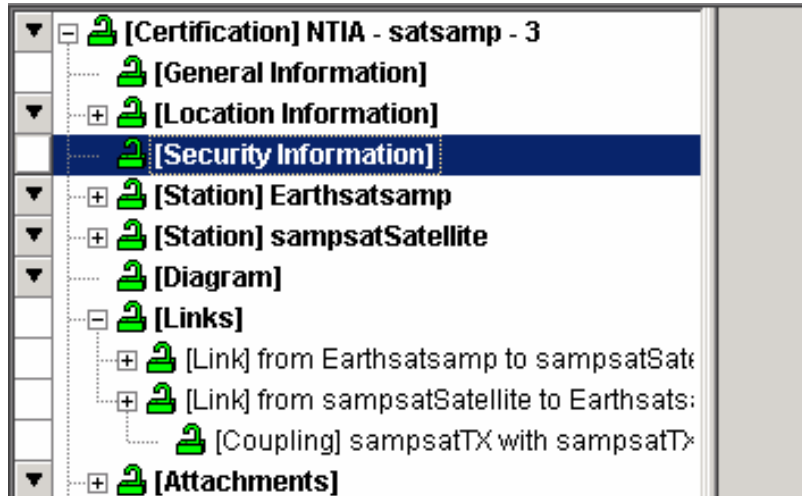 [Certification] NTIA - satsamp - 3
[General Information]
[Location Information]
[Security Information]
[Station] Earthsatsamp
[Station] sampsatSatellite
[Diagram]
[Links]
[Link] from Earthsatsamp to sampsatSate
[Link] from sampsatSatellite to Earthsats
[Coupling] sampsatTX with sampsatTX
[Attachments]